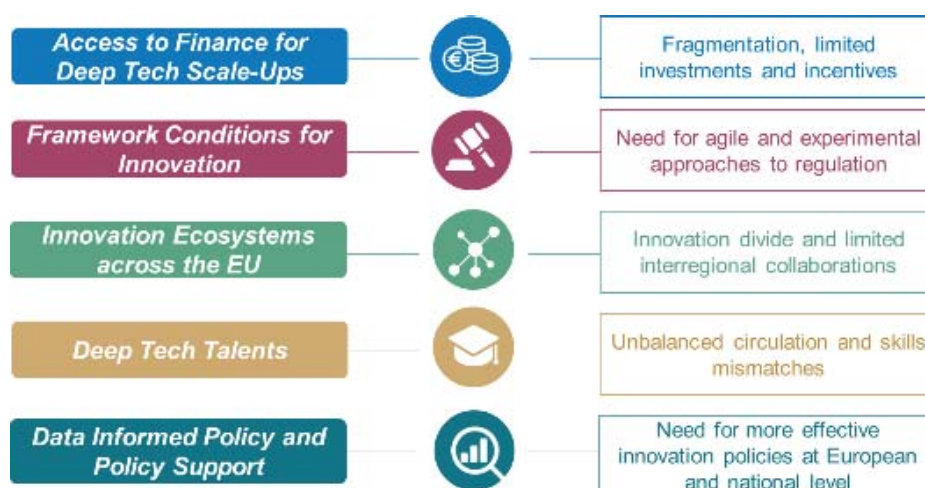 Access to Finance for
Deep Tech Scale-Ups
Fragmentation, limited
investments and incentives
Framework Conditions for
Innovation
Need for agile and experimental
approaches to regulation
Innovation Ecosystems
across the EU
Innovation divide and limited
interregional collaborations
Deep Tech Talents
Unbalanced circulation and skills
mismatches
Data Informed Policy and
Policy Support
Need for more effective
innovation policies at European
and national level